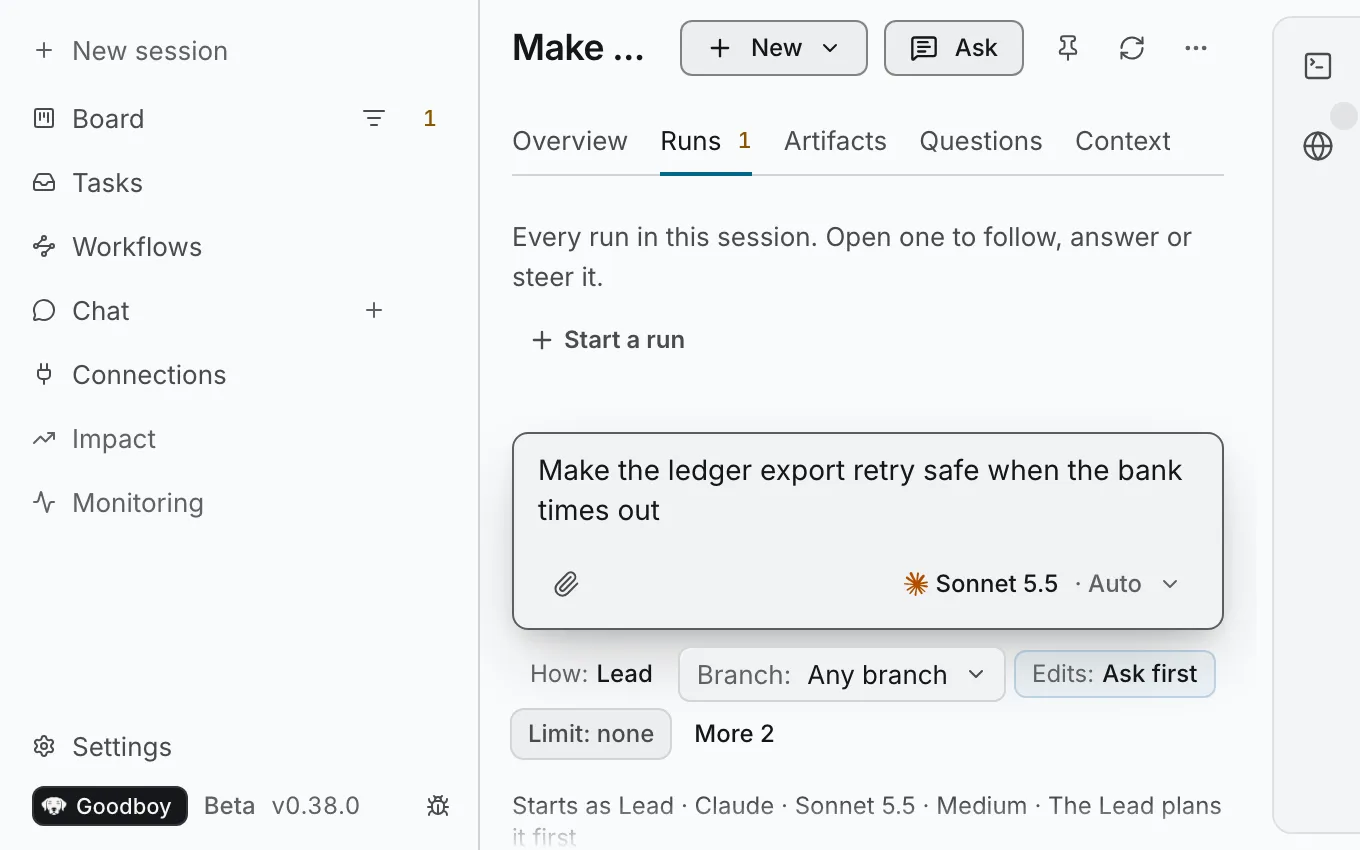 New session
Board 1
Tasks
Workflows
Chat
Connections
Impact
Monitoring
Settings
Goodboy Beta v0.38.0
Make ... New Ask
Overview Runs 1 Artifacts Questions Context
Every run in this session. Open one to follow, answer or
steer it.
Start a run
Make the ledger export retry safe when the bank
times out
Sonnet 5.5 · Auto
How: Lead Branch: Any branch Edits: Ask first
Limit: none More 2
Starts as Lead · Claude · Sonnet 5.5 · Medium · The Lead plans
it first